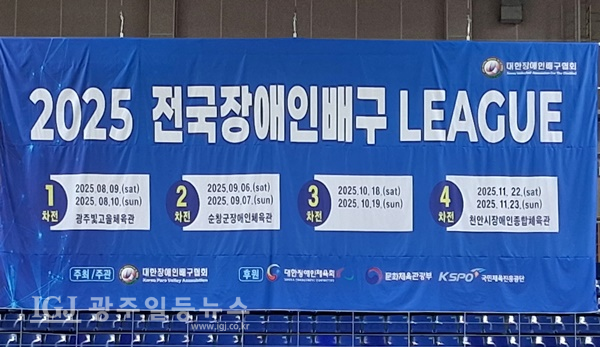 대한장애인배구협회
2025 전국장애인배구 LEAGUE
1차전
2025.08.09.(sat)
2025.08.10.(sun)
광주빛고을체육관
2차전
2025.09.06.(sat)
2025.09.07.(sun)
순창군장애인체육관
3차전
2025.10.18.(sat)
2025.10.19.(sun)
4차전
2025.11.22.(sat)
2025.11.23.(sun)
천안시장애인종합체육관
주최/주관 대한장애인배구협회 후원 대한장애인체육회 문화체육관광부 KSPO 국민체육진흥공단
Korea Para Volley Association
IGJ 광주일등뉴스
www.igj.co.kr